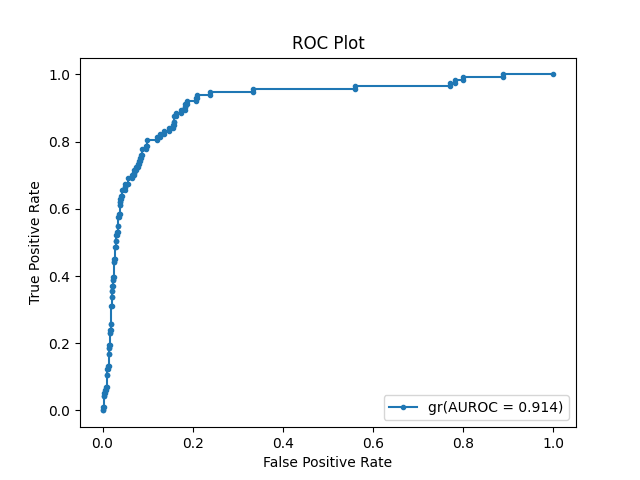 ROC Plot
True Positive Rate
1.0
0.8
0.6
0.4
0.2
0.0
gr(AUROC = 0.914)
0.0 0.2 0.4 0.6 0.8 1.0
False Positive Rate